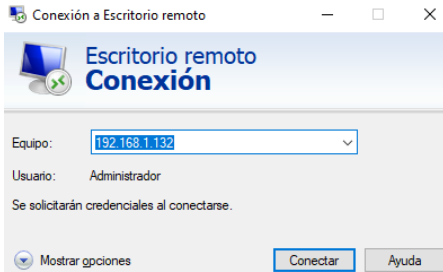 Conexión a Escritorio remoto
Escritorio remoto
Conexión
Equipo: 192.168.1.132
Usuario: Administrador
Se solicitarán credenciales al conectarse.
Mostrar opciones Conectar Ayuda